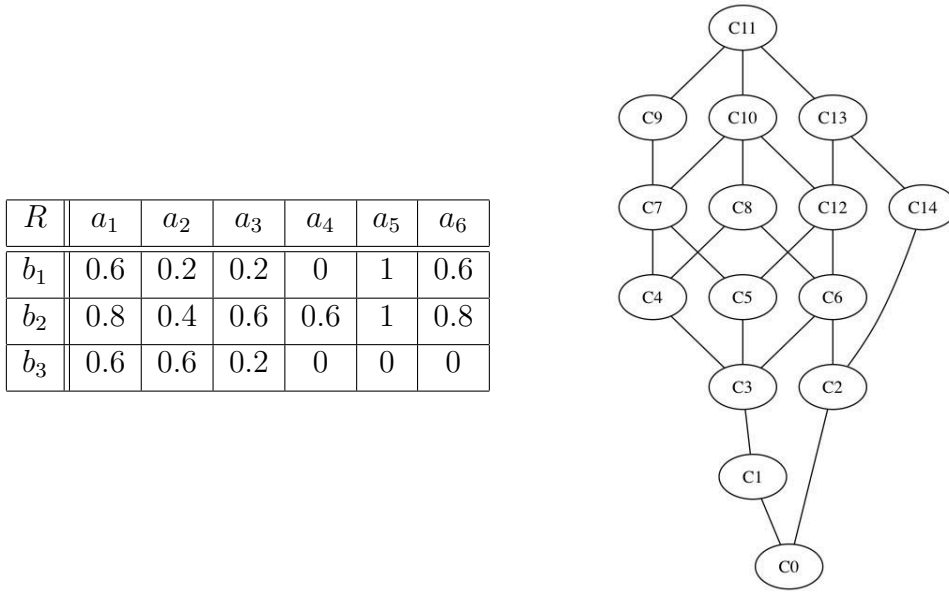 R a₁ a₂ a₃ a₄ a₅ a₆
b₁ 0.6 0.2 0.2 0 1 0.6
b₂ 0.8 0.4 0.6 0.6 1 0.8
b₃ 0.6 0.6 0.2 0 0 0
C11
C9 C10 C13
C7 C8 C12 C14
C4 C5 C6
C3 C2
C1
C0